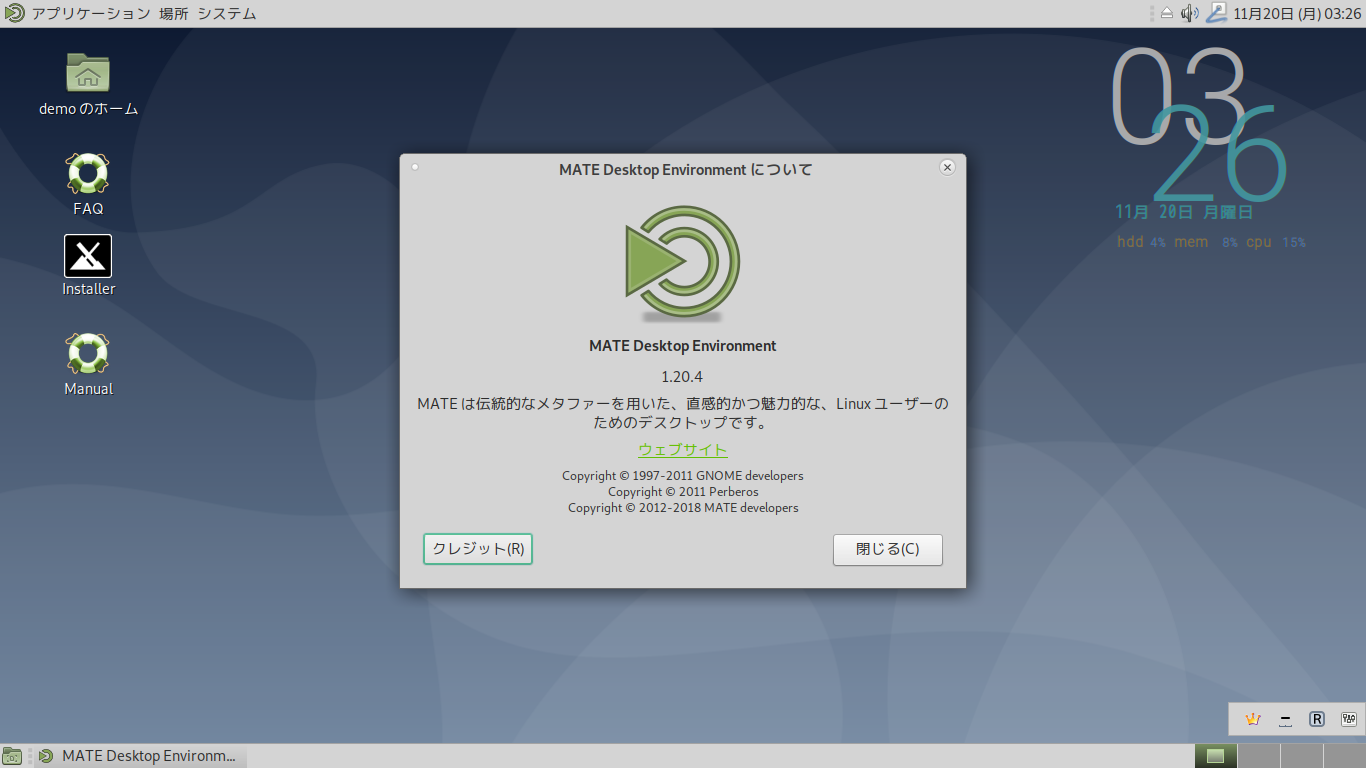 アプリケーション 場所 システム
11月20日 (月) 03:26
demo のホーム
FAQ
Installer
Manual
03
26
11月 20日 月曜日
hdd 4% mem 8% cpu 15%
MATE Desktop Environment について
MATE Desktop Environment
1.20.4
MATE は伝統的なメタファーを用いた、直感的かつ魅力的な、Linux ユーザーの
ためのデスクトップです。
ウェブサイト
Copyright © 1997-2011 GNOME developers
Copyright © 2011 Perberos
Copyright © 2012-2018 MATE developers
クレジット(R)
閉じる(C)
R
MATE Desktop Environm...